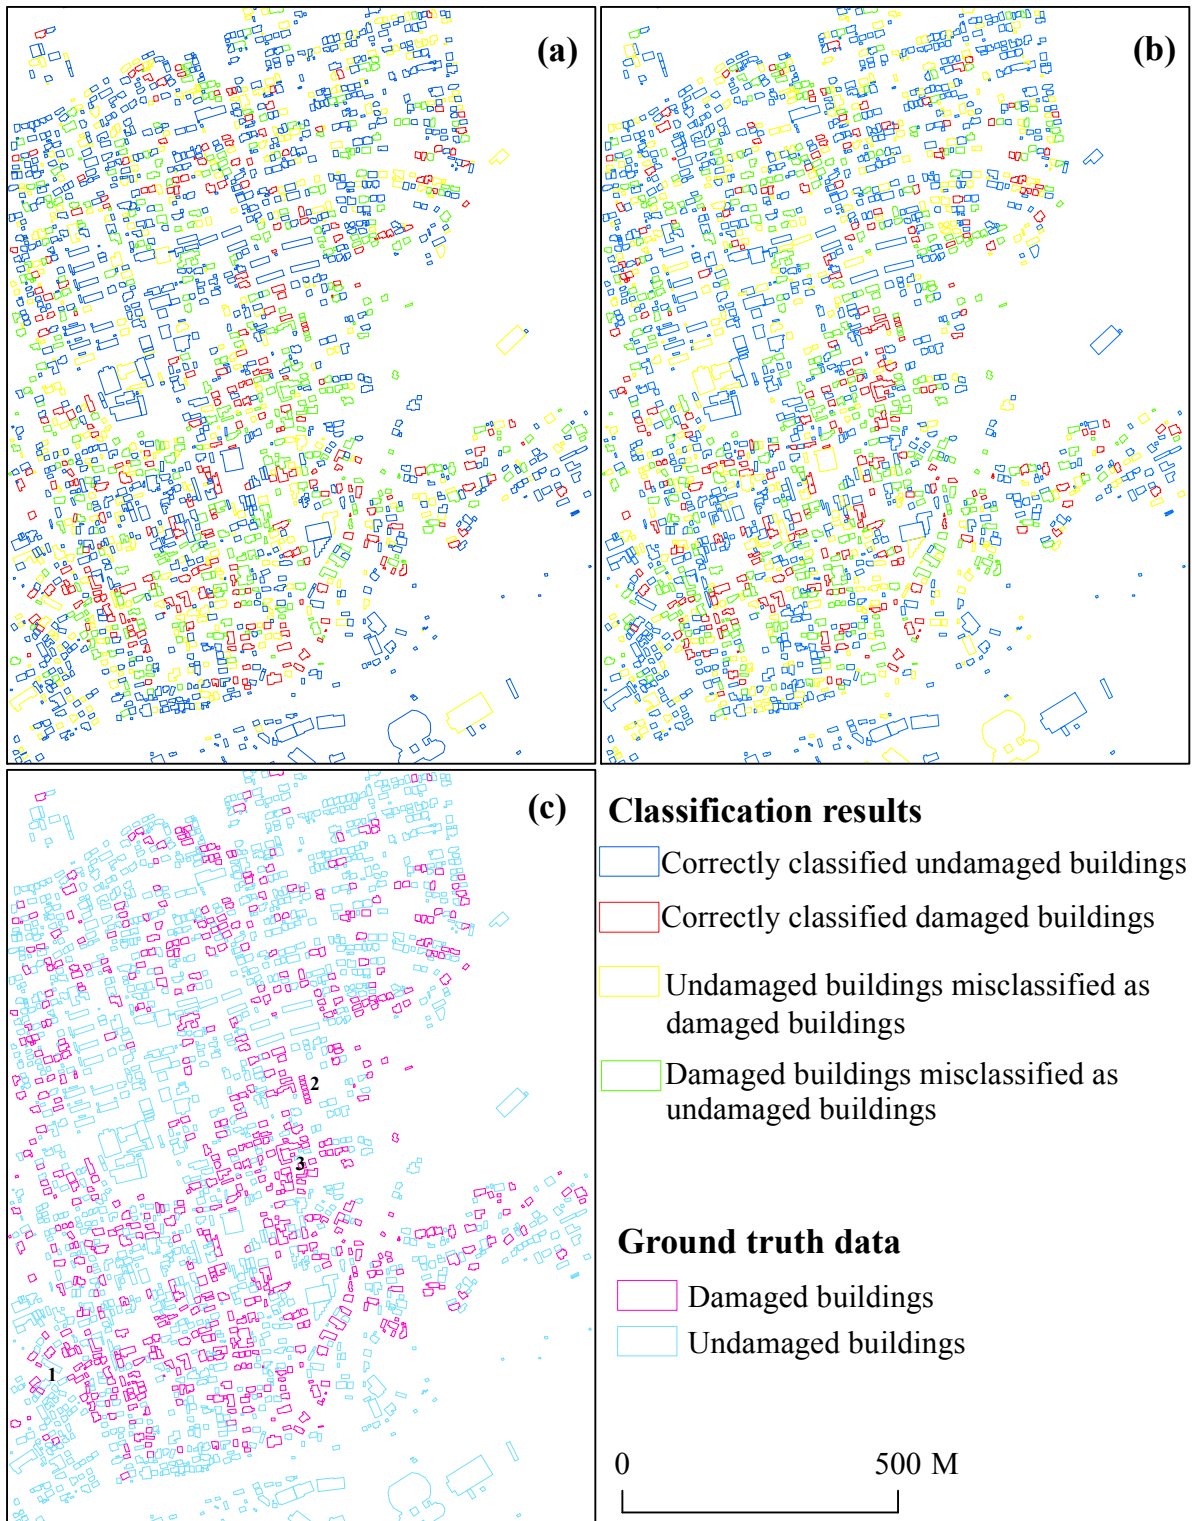 (a)
(b)
(c)
2
3
1
Classification results
Correctly classified undamaged buildings
Correctly classified damaged buildings
Undamaged buildings misclassified as
damaged buildings
Damaged buildings misclassified as
undamaged buildings
Ground truth data
Damaged buildings
Undamaged buildings
0 500 M